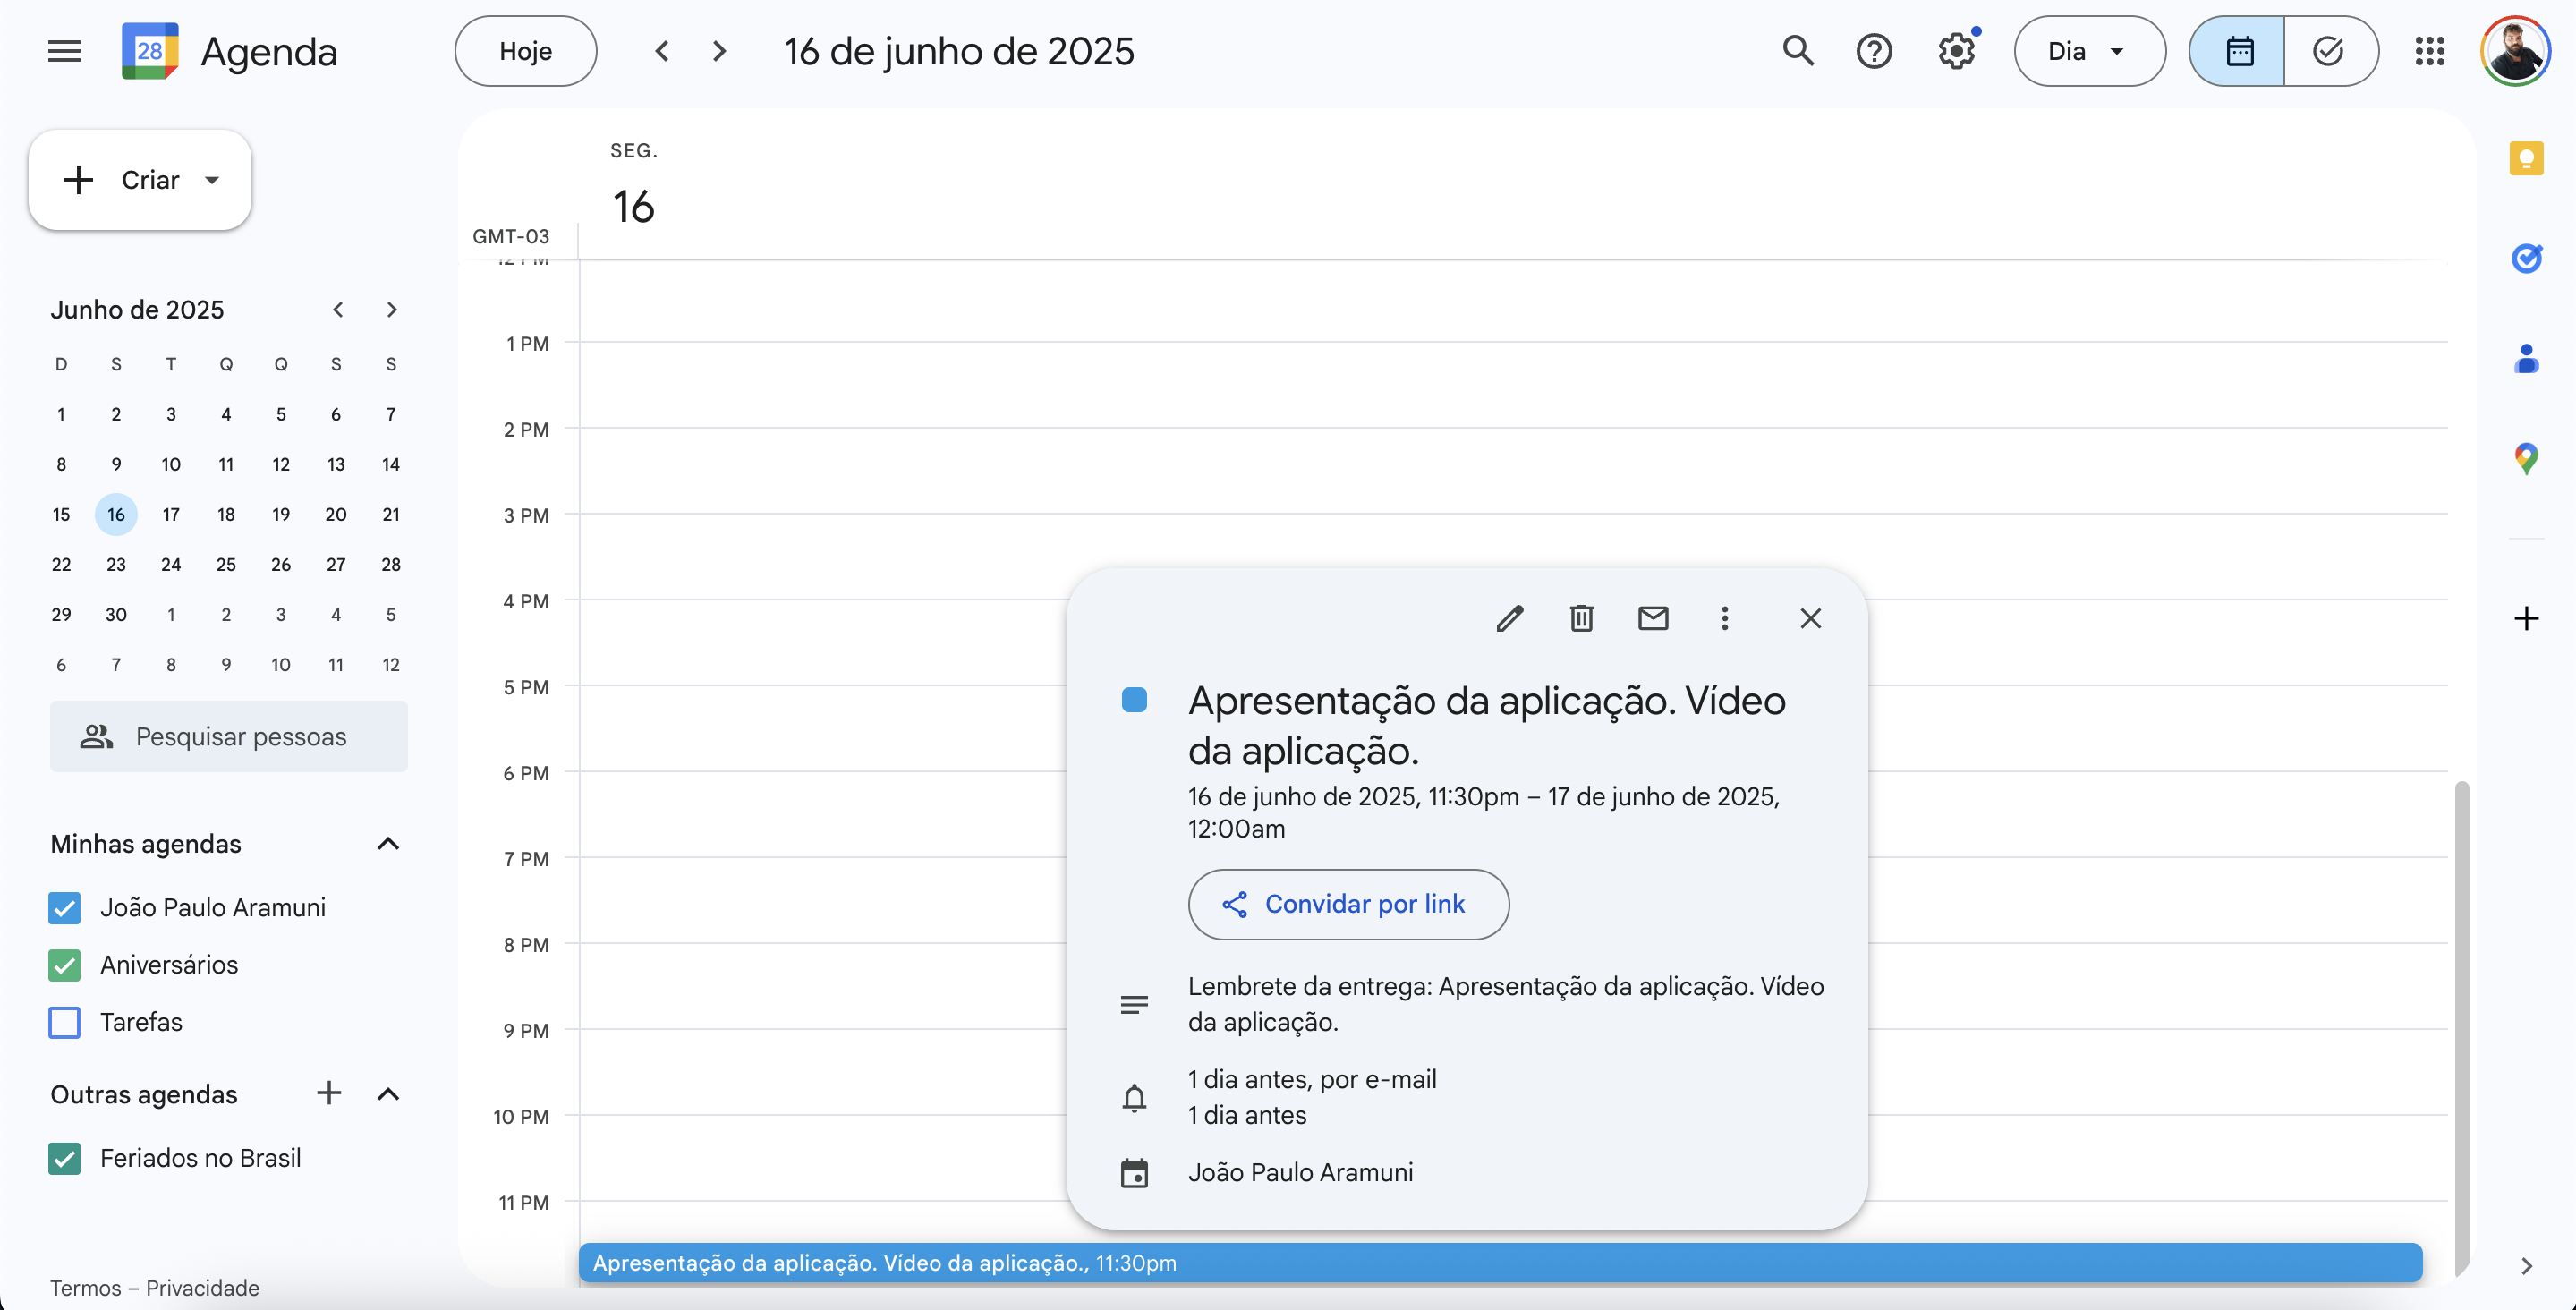 28 Agenda
Hoje
16 de junho de 2025
Dia
Criar
SEG.
16
GMT-03
12 PM
1 PM
2 PM
3 PM
4 PM
5 PM
6 PM
7 PM
8 PM
9 PM
10 PM
11 PM
Junho de 2025
D S T Q Q S S
1 2 3 4 5 6 7
8 9 10 11 12 13 14
15 16 17 18 19 20 21
22 23 24 25 26 27 28
29 30 1 2 3 4 5
6 7 8 9 10 11 12
Pesquisar pessoas
Minhas agendas
João Paulo Aramuni
Aniversários
Tarefas
Outras agendas
Feriados no Brasil
Termos – Privacidade
Apresentação da aplicação. Vídeo
da aplicação.
16 de junho de 2025, 11:30pm – 17 de junho de 2025,
12:00am
Convidar por link
Lembrete da entrega: Apresentação da aplicação. Vídeo
da aplicação.
1 dia antes, por e-mail
1 dia antes
João Paulo Aramuni
Apresentação da aplicação. Vídeo da aplicação., 11:30pm